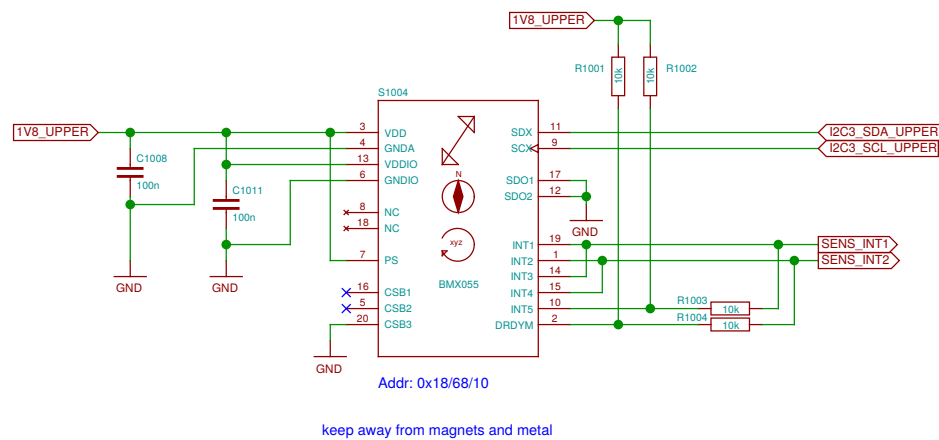 1V8_UPPER
R1001
10k
10k
R1002
S1004
1V8_UPPER
3
VDD
SDX
11
I2C3_SDA_UPPER
4
GNDA
SCX
9
I2C3_SCL_UPPER
C1008
13
VDDIO
100n
6
GNDIO
N
SDO1
17
C1011
SDO2
12
100n
8
NC
18
NC
GND
xyz
INT1
19
SENS_INT1
7
PS
INT2
1
SENS_INT2
INT3
14
GND
GND
BMX055
16
CSB1
INT4
15
5
CSB2
INT5
10
R1003
10k
20
CSB3
DRDYM
2
R1004
10k
GND
Addr: 0x18/68/10
keep away from magnets and metal